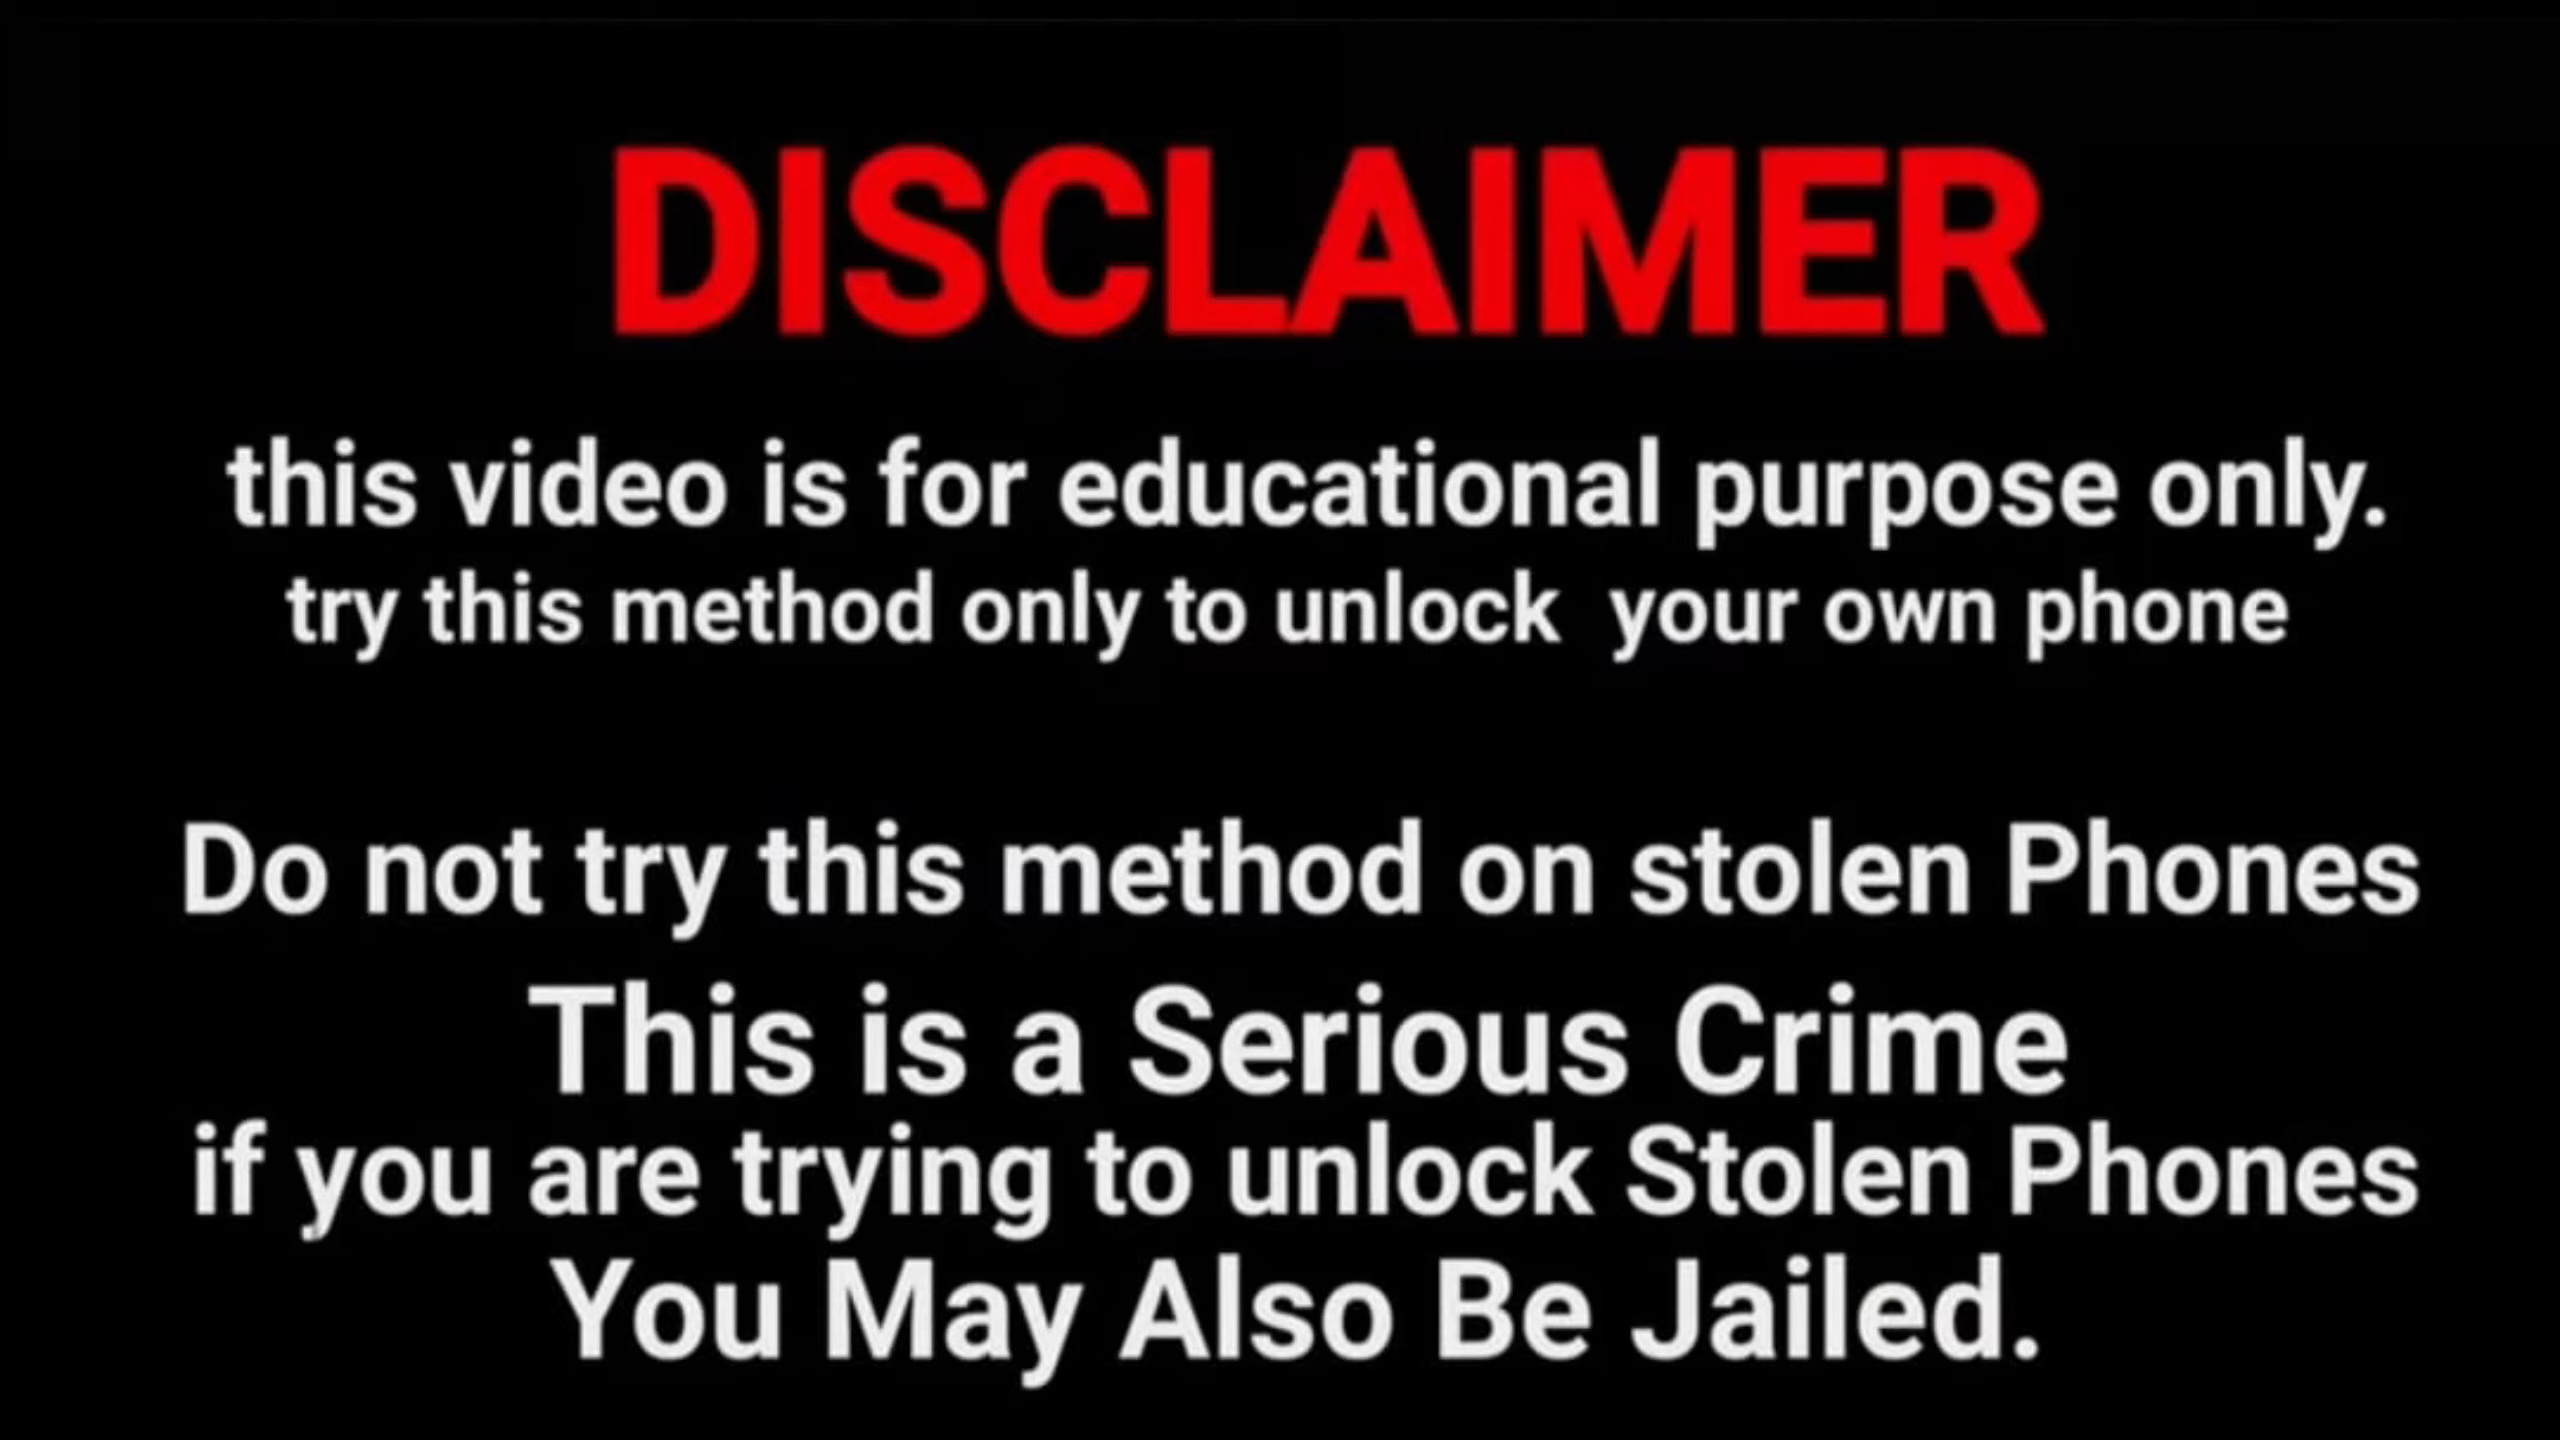 DISCLAIMER
this video is for educational purpose only.
try this method only to unlock  your own phone
Do not try this method on stolen Phones
This is a Serious Crime
if you are trying to unlock Stolen Phones
You May Also Be Jailed.